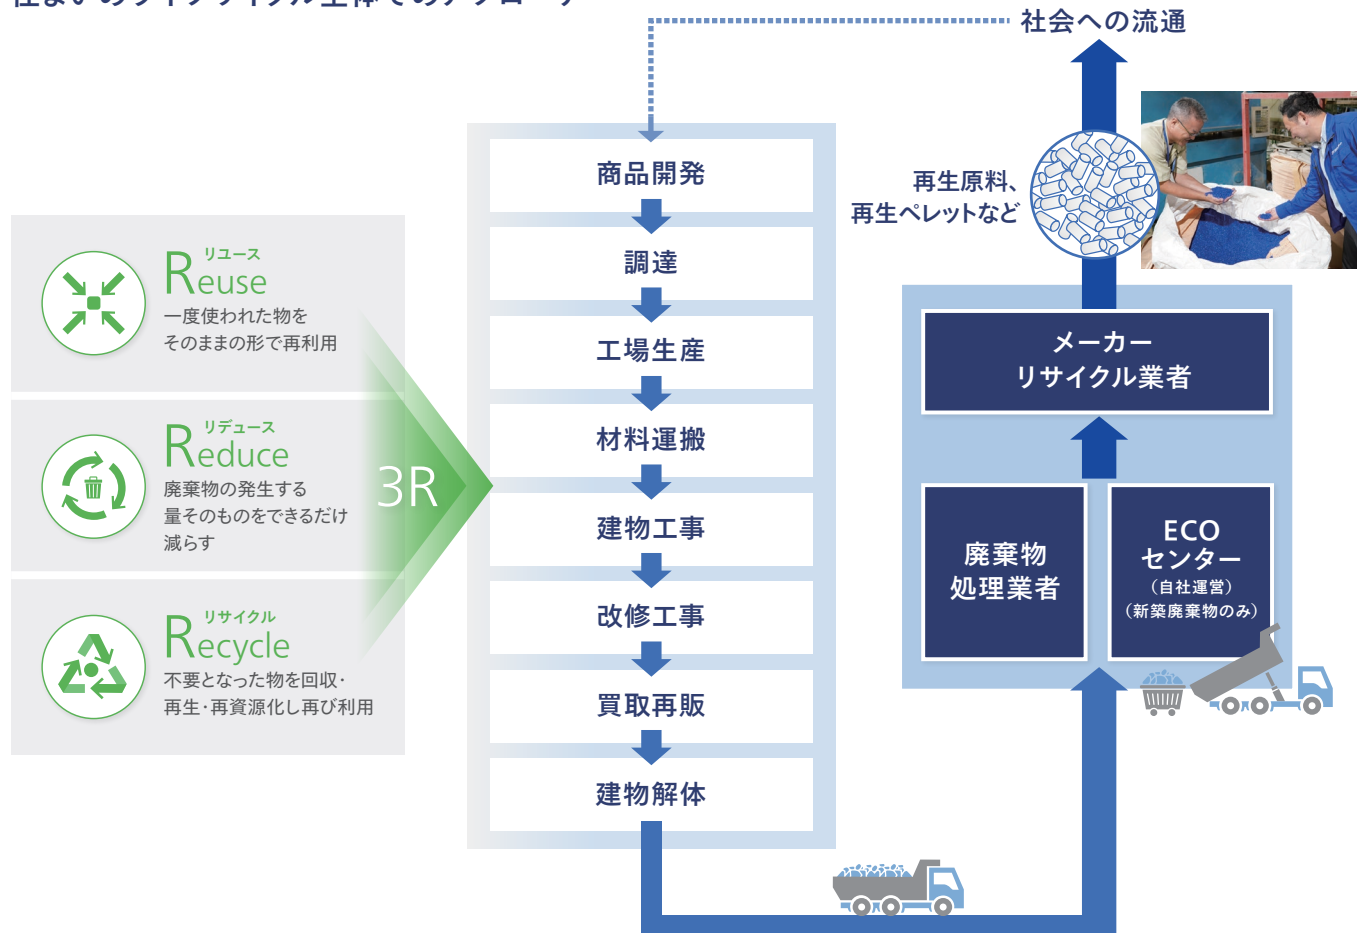 社会への流通
商品開発
調達
工場生産
材料運搬
建物工事
改修工事
買取再販
建物解体
リユース
Reuse
一度使われた物を
そのままの形で再利用
リデュース
Reduce
廃棄物の発生する
量そのものをできるだけ
減らす
リサイクル
Recycle
不要となった物を回収・
再生・再資源化し再び利用
3R
再生原料、
再生ペレットなど
メーカー
リサイクル業者
廃棄物
処理業者
ECO
センター
（自社運営）
（新築廃棄物のみ）